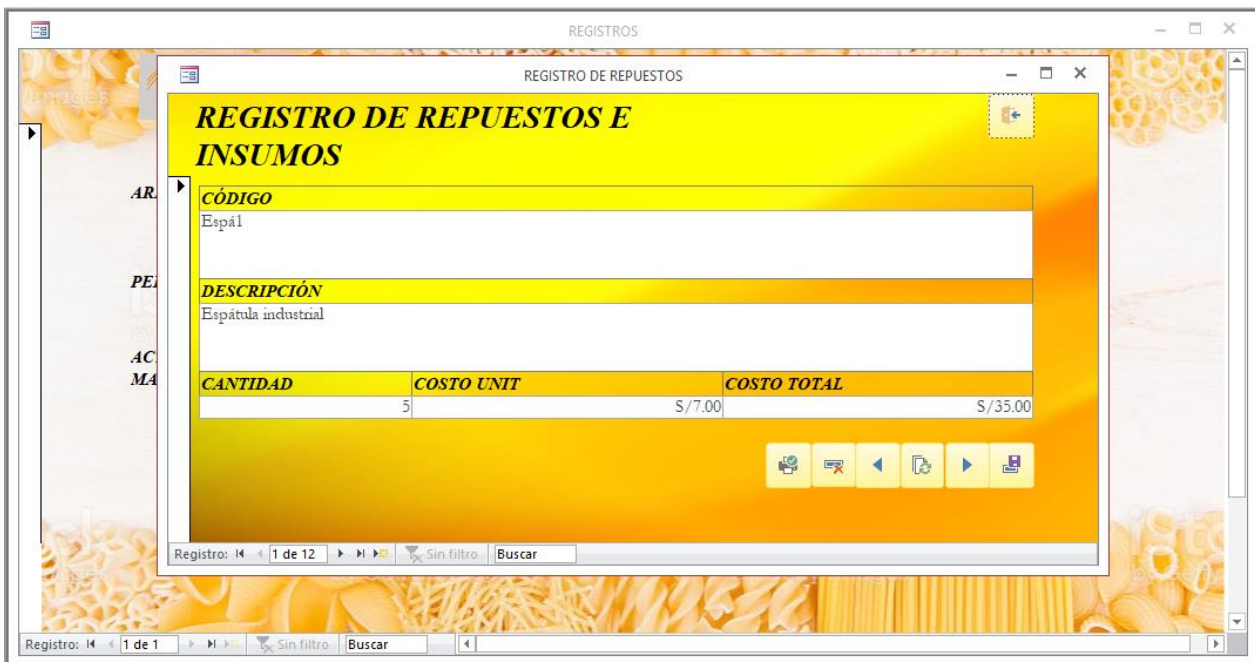 REGISTROS
REGISTRO DE REPUESTOS
REGISTRO DE REPUESTOS E
INSUMOS
CÓDIGO
Espá1
DESCRIPCIÓN
Espátula industrial
CANTIDAD COSTO UNIT COSTO TOTAL
5 S/7.00 S/35.00
Registro: 1 de 12 Sin filtro Buscar
AR
PE
AC
MA
Registro: 1 de 1 Sin filtro Buscar